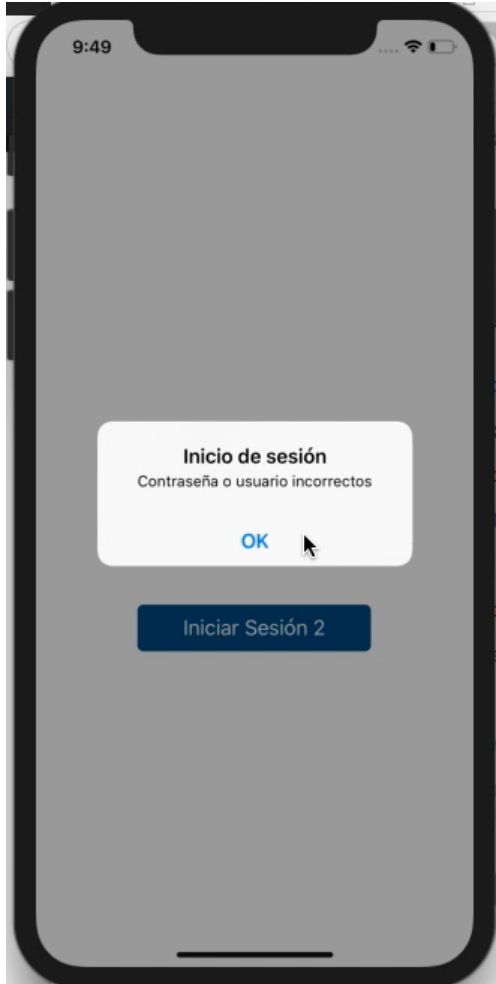 9:49
Inicio de sesión
Contraseña o usuario incorrectos
OK
Iniciar Sesión 2